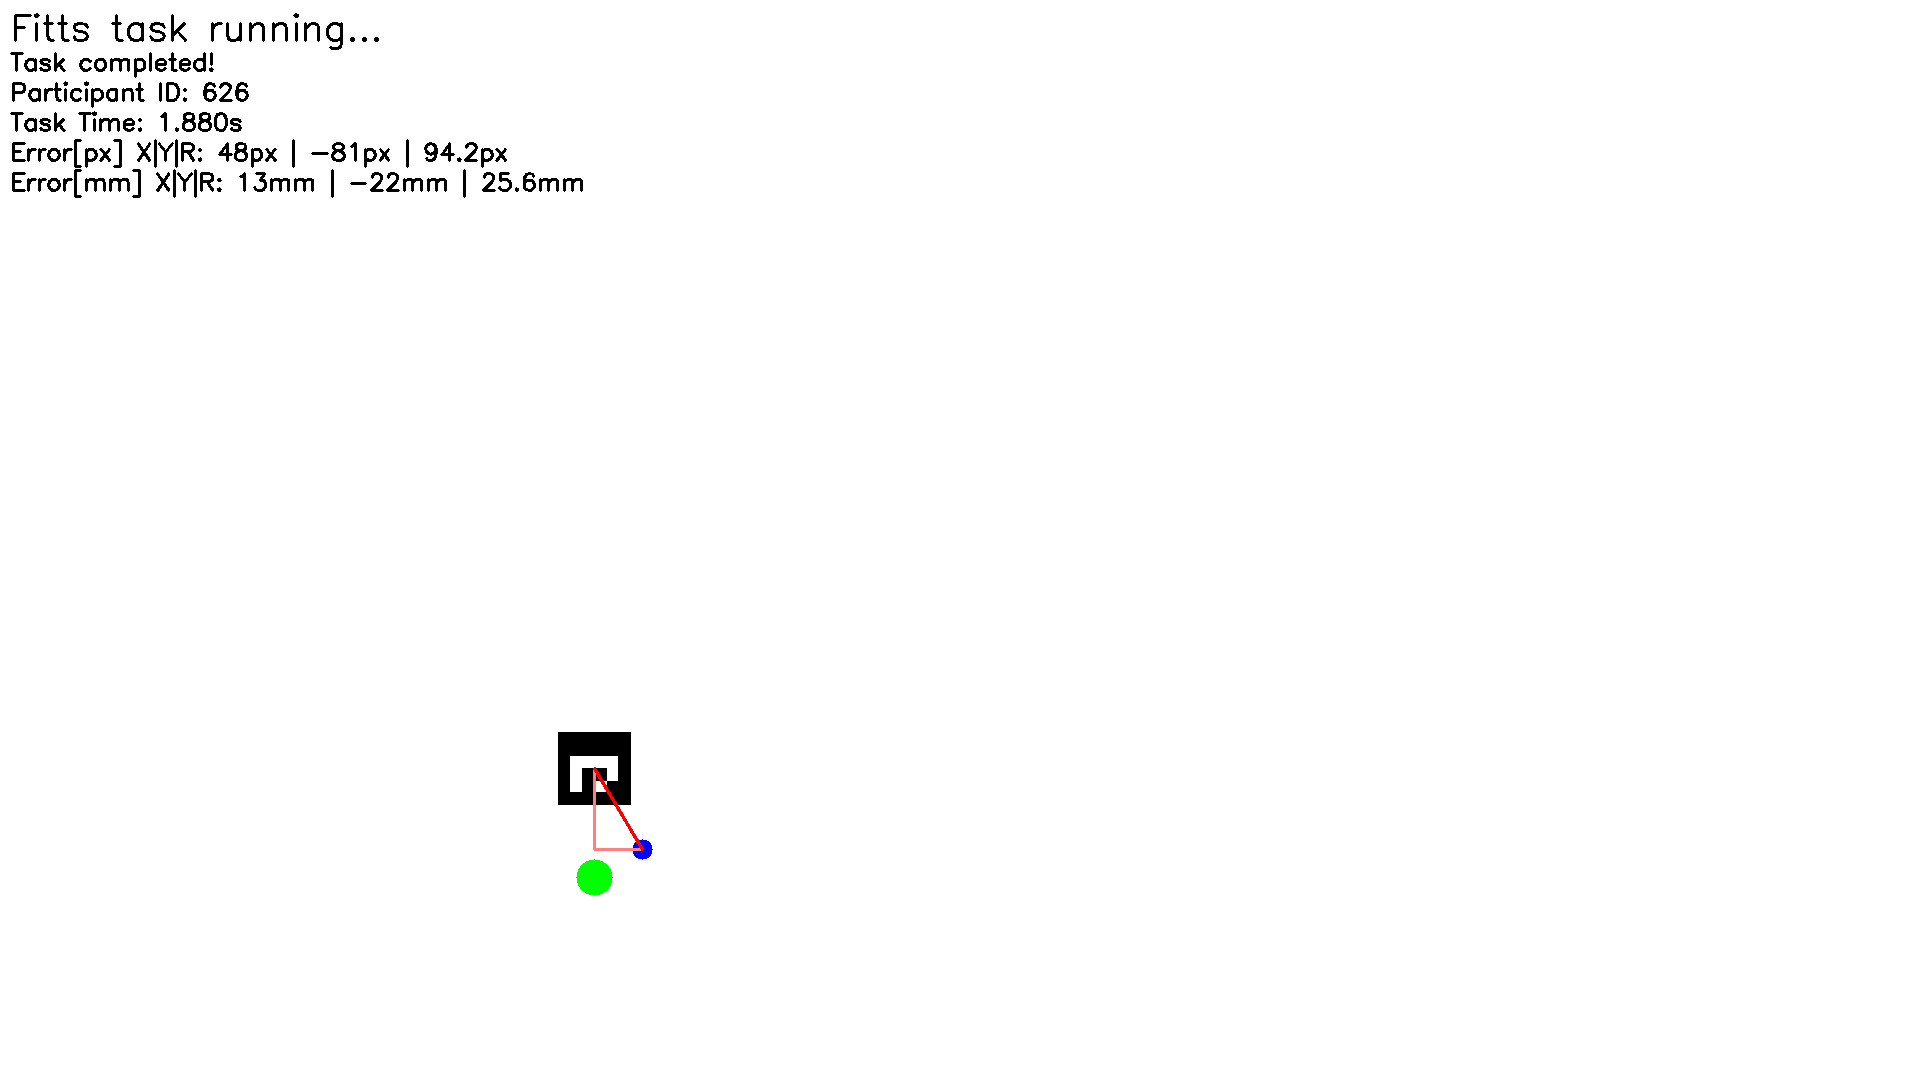 Fitts task running...
Task completed!
Participant ID: 626
Task Time: 1.880s
Error[px] X|Y|R: 48px | -81px | 94.2px
Error[mm] X|Y|R: 13mm | -22mm | 25.6mm